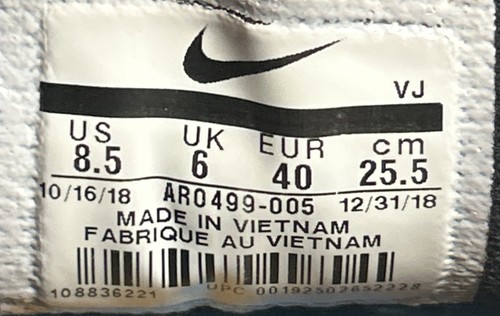 VJ
US UK EUR cm
8.5 6 40 25.5
10/16/18 AR0499-005 12/31/18
MADE IN VIETNAM
FABRIQUE AU VIETNAM
108836221 UPC 00192502652228